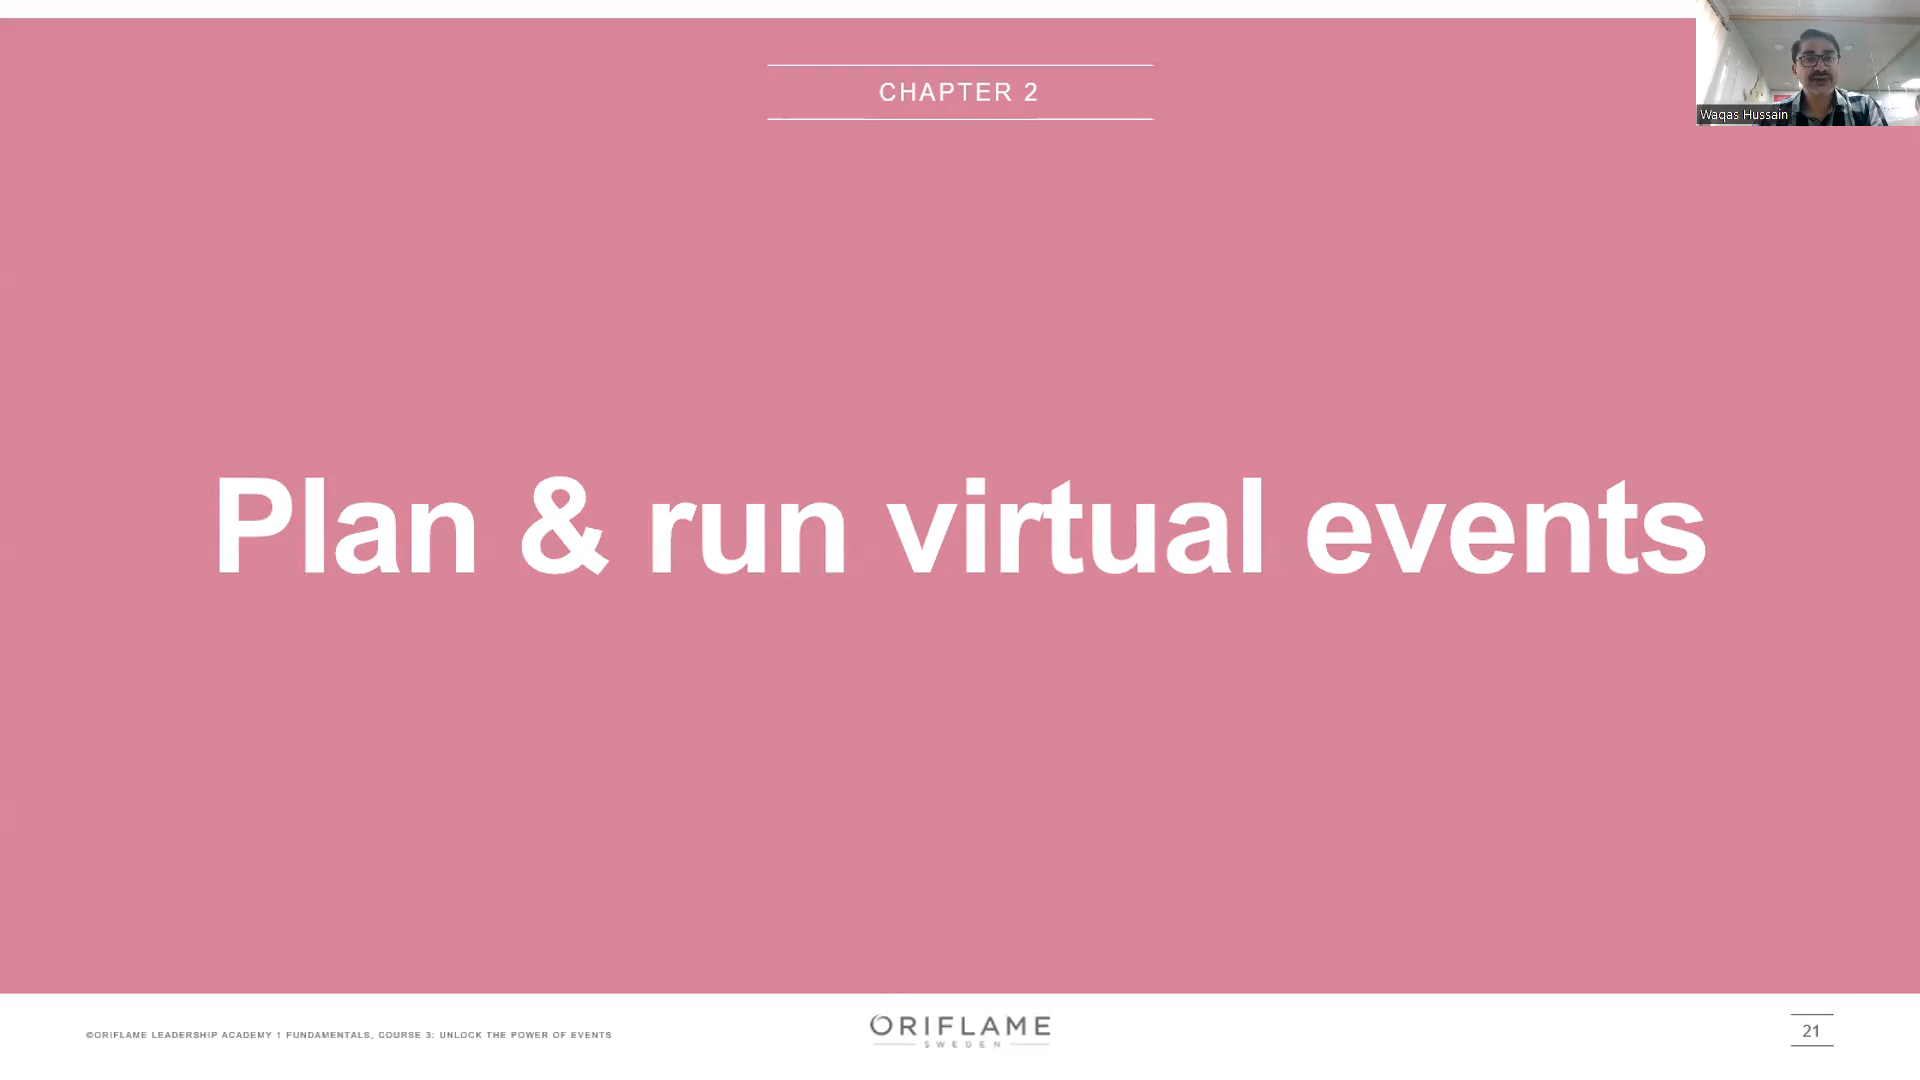 CHAPTER 2
Waqas Hussain
Plan & run virtual events
©ORIFLAME LEADERSHIP ACADEMY 1 FUNDAMENTALS, COURSE 3: UNLOCK THE POWER OF EVENTS
ORIFLAME
SWEDEN
21